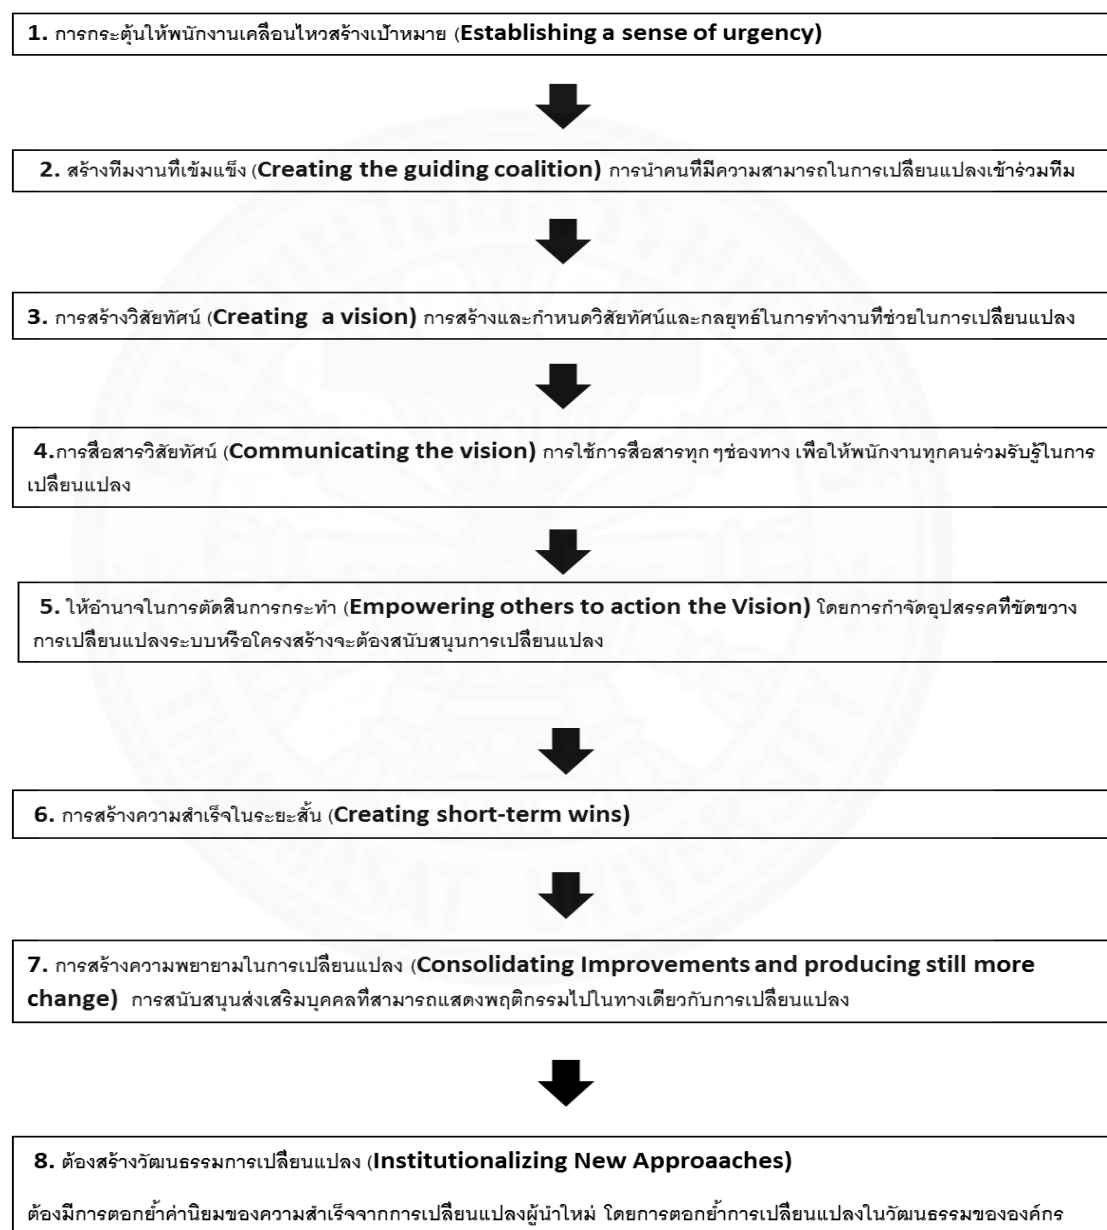 1. การกระตุ้นให้พนักงานเคลื่อนไหวสร้างเป้าหมาย (Establishing a sense of urgency)
2. สร้างทีมงานที่เข้มแข็ง (Creating the guiding coalition) การนำคนที่มีความสามารถในการเปลี่ยนแปลงเข้าร่วมทีม
3. การสร้างวิสัยทัศน์ (Creating a vision) การสร้างและกำหนดวิสัยทัศน์และกลยุทธ์ในการทำงานที่ช่วยในการเปลี่ยนแปลง
4.การสื่อสารวิสัยทัศน์ (Communicating the vision) การใช้การสื่อสารทุก ๆช่องทาง เพื่อให้พนักงานทุกคนร่วมรับรู้ในการ
เปลี่ยนแปลง
5. ให้อำนาจในการตัดสินการกระทำ (Empowering others to action the Vision) โดยการกำจัดอุปสรรคที่ขัดขวาง
การเปลี่ยนแปลงระบบหรือโครงสร้างจะต้องสนับสนุนการเปลี่ยนแปลง
6. การสร้างความสำเร็จในระยะสั้น (Creating short-term wins)
7. การสร้างความพยายามในการเปลี่ยนแปลง (Consolidating Improvements and producing still more
change) การสนับสนุนส่งเสริมบุคคลที่สามารถแสดงพฤติกรรมไปในทางเดียวกับการเปลี่ยนแปลง
8. ต้องสร้างวัฒนธรรมการเปลี่ยนแปลง (Institutionalizing New Approaaches)
ต้องมีการตอกย้ำค่านิยมของความสำเร็จจากการเปลี่ยนแปลงผู้นำใหม่ โดยการตอกย้ำการเปลี่ยนแปลงในวัฒนธรรมขององค์กร
มหาวิทยาลัยธรรมศาสตร์
THAMMASAT UNIVERSITY